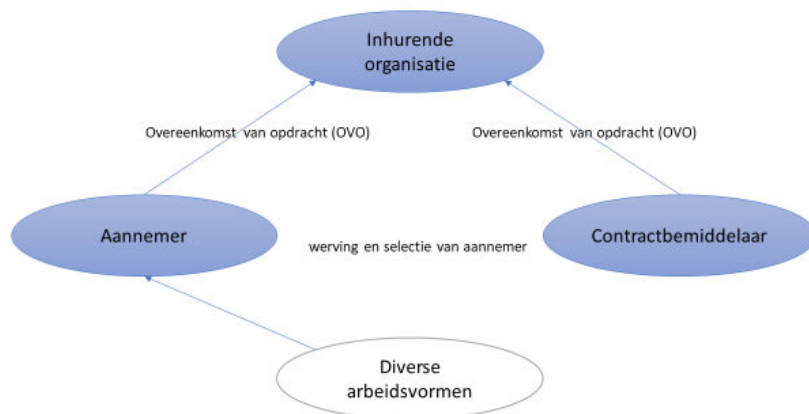 Inhurende
organisatie
Overeenkomst van opdracht (OVO)
Overeenkomst van opdracht (OVO)
Aannemer
werving en selectie van aannemer
Contractbemiddelaar
Diverse
arbeidsvormen